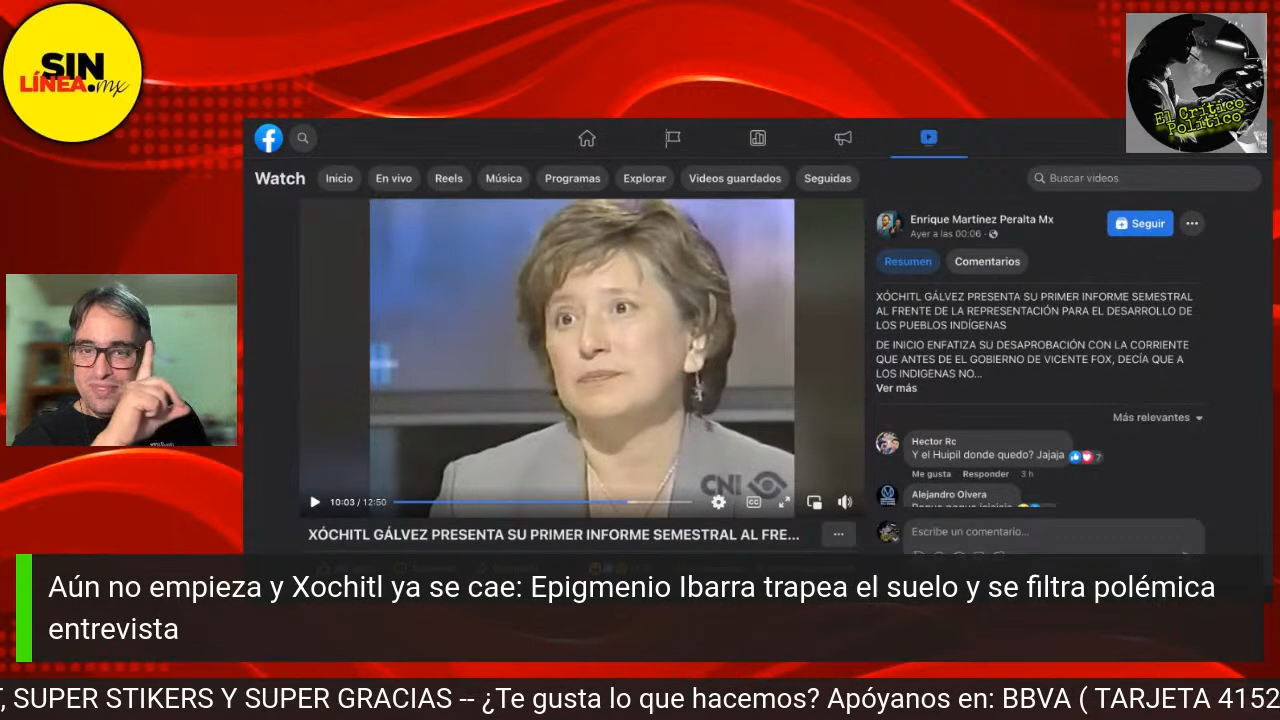 SIN
LÍNEA.mx
El Crítico
Político
Watch
Inicio
En vivo
Reels
Música
Programas
Explorar
Videos guardados
Seguidas
Buscar videos
Enrique Martínez Peralta Mx
Ayer a las 00:06 ·
Seguir
Resumen
Comentarios
XÓCHITL GÁLVEZ PRESENTA SU PRIMER INFORME SEMESTRAL
AL FRENTE DE LA REPRESENTACIÓN PARA EL DESARROLLO DE
LOS PUEBLOS INDÍGENAS
DE INICIO ENFATIZA SU DESAPROBACIÓN CON LA CORRIENTE
QUE ANTES DE EL GOBIERNO DE VICENTE FOX, DECÍA QUE A
LOS INDIGENAS NO...
Ver más
Más relevantes
Hector Rc
Y el Huipil donde quedo? Jajaja
7
Me gusta Responder 3 h
Alejandro Olvera
Escribe un comentario...
CNI
10:03 / 12:50
CC
XÓCHITL GÁLVEZ PRESENTA SU PRIMER INFORME SEMESTRAL AL FRE...
Aún no empieza y Xochitl ya se cae: Epigmenio Ibarra trapea el suelo y se filtra polémica
entrevista
, SUPER STIKERS Y SUPER GRACIAS -- ¿Te gusta lo que hacemos? Apóyanos en: BBVA ( TARJETA 4152